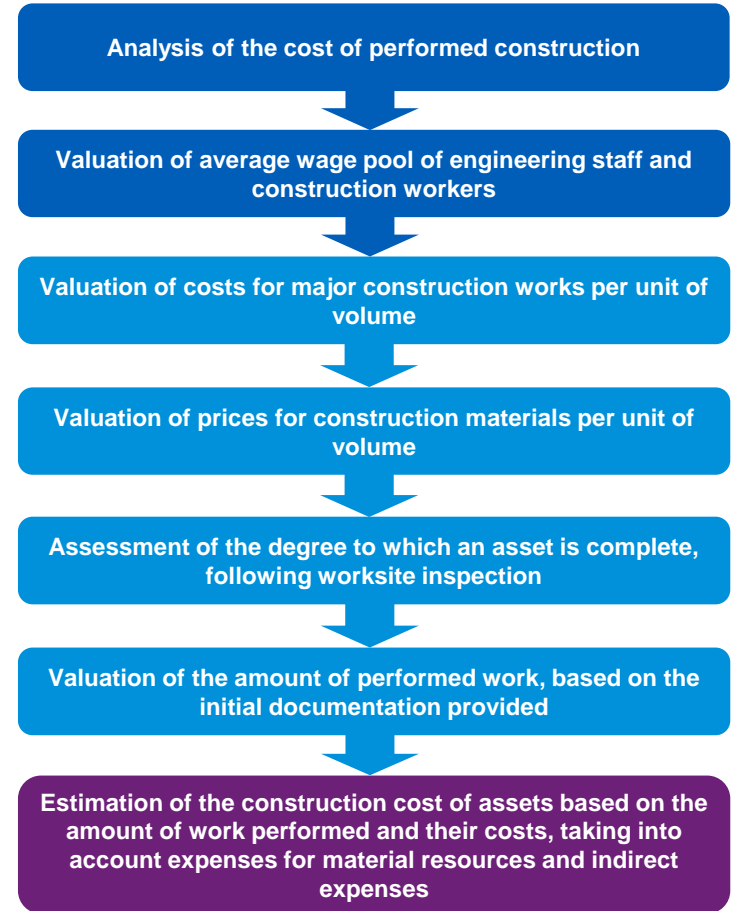 Analysis of the cost of performed construction
Valuation of average wage pool of engineering staff and
construction workers
Valuation of costs for major construction works per unit of
volume
Valuation of prices for construction materials per unit of
volume
Assessment of the degree to which an asset is complete,
following worksite inspection
Valuation of the amount of performed work, based on the
initial documentation provided
Estimation of the construction cost of assets based on the
amount of work performed and their costs, taking into
account expenses for material resources and indirect
expenses